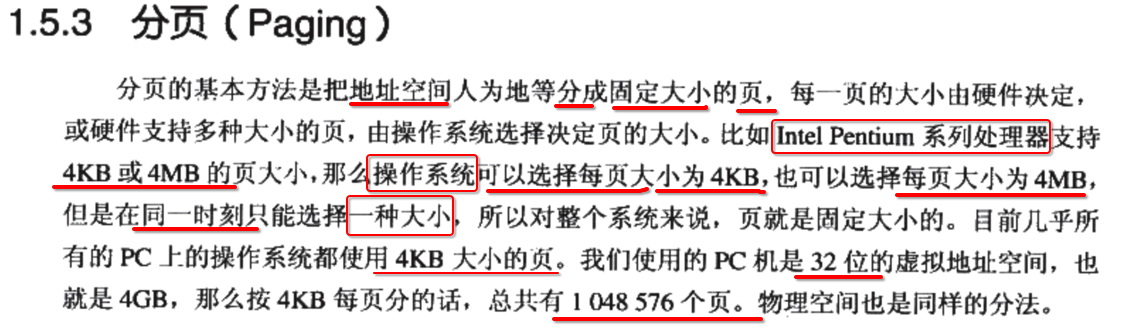 1.5.3 分页（Paging）
分页的基本方法是把地址空间人为地等分成固定大小的页，每一页的大小由硬件决定，
或硬件支持多种大小的页，由操作系统选择决定页的大小。比如 Intel Pentium 系列处理器支持
4KB 或 4MB 的页大小，那么操作系统可以选择每页大小为 4KB，也可以选择每页大小为 4MB，
但是在同一时刻只能选择一种大小，所以对整个系统来说，页就是固定大小的。目前几乎所
有的 PC 上的操作系统都使用 4KB 大小的页。我们使用的 PC 机是 32 位的虚拟地址空间，也
就是 4GB，那么按 4KB 每页分的话，总共有 1 048 576 个页。物理空间也是同样的分法。